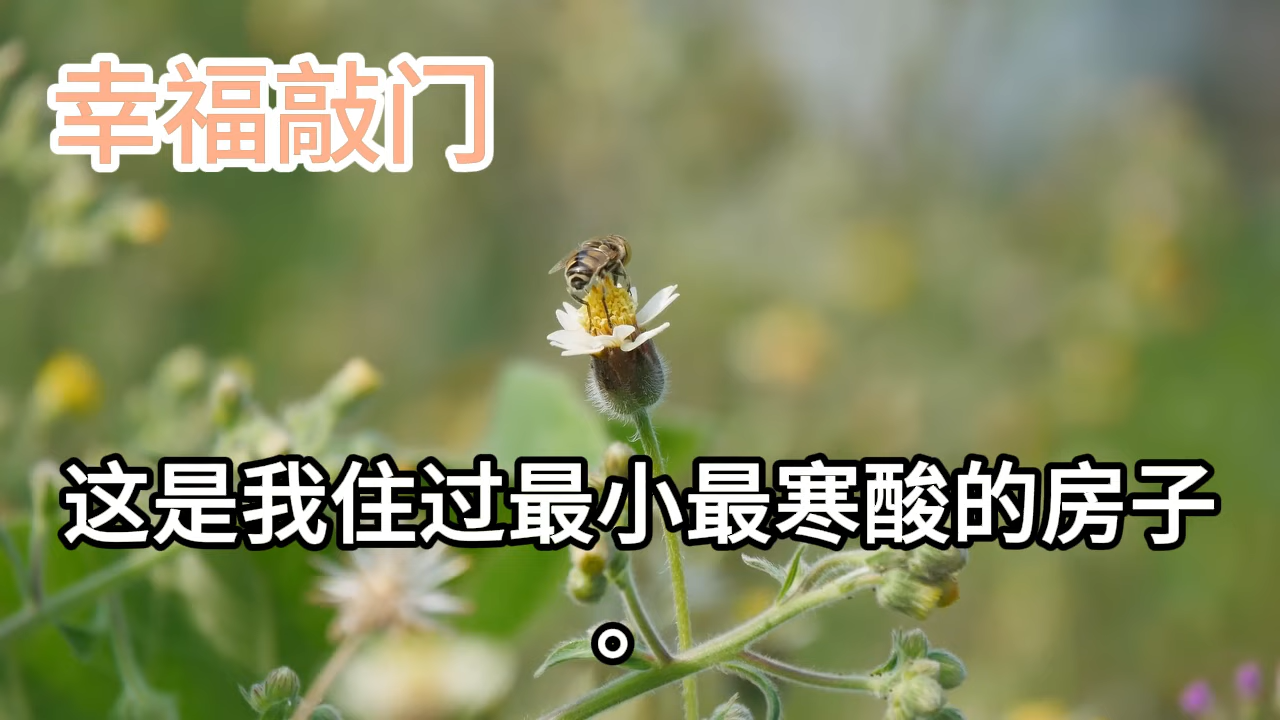 幸福敲门
这是我住过最小最寒酸的房子
。